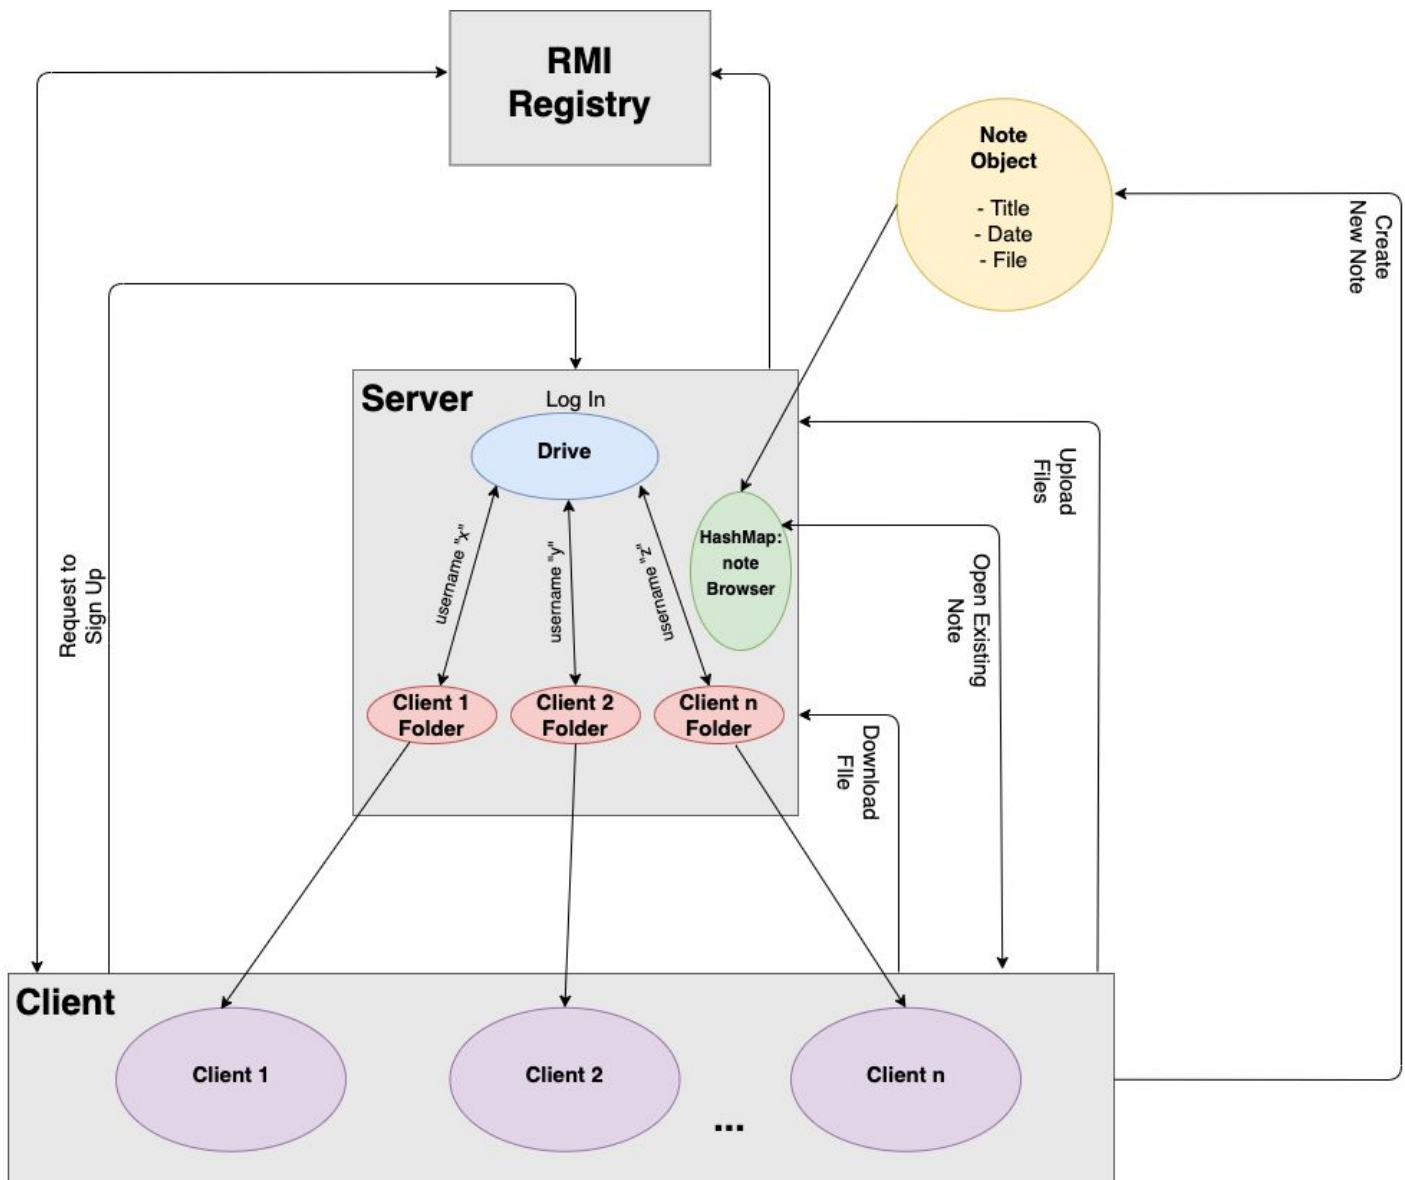 RMI
Registry
Note
Object
- Title
- Date
- File
Create
New Note
Server
Log In
Drive
Upload
Files
username "x"
username "y"
username "z"
HashMap:
note
Browser
Open Existing
Note
Request to
Sign Up
Client 1
Folder
Client 2
Folder
Client n
Folder
Download
FIle
Client
Client 1
Client 2
...
Client n